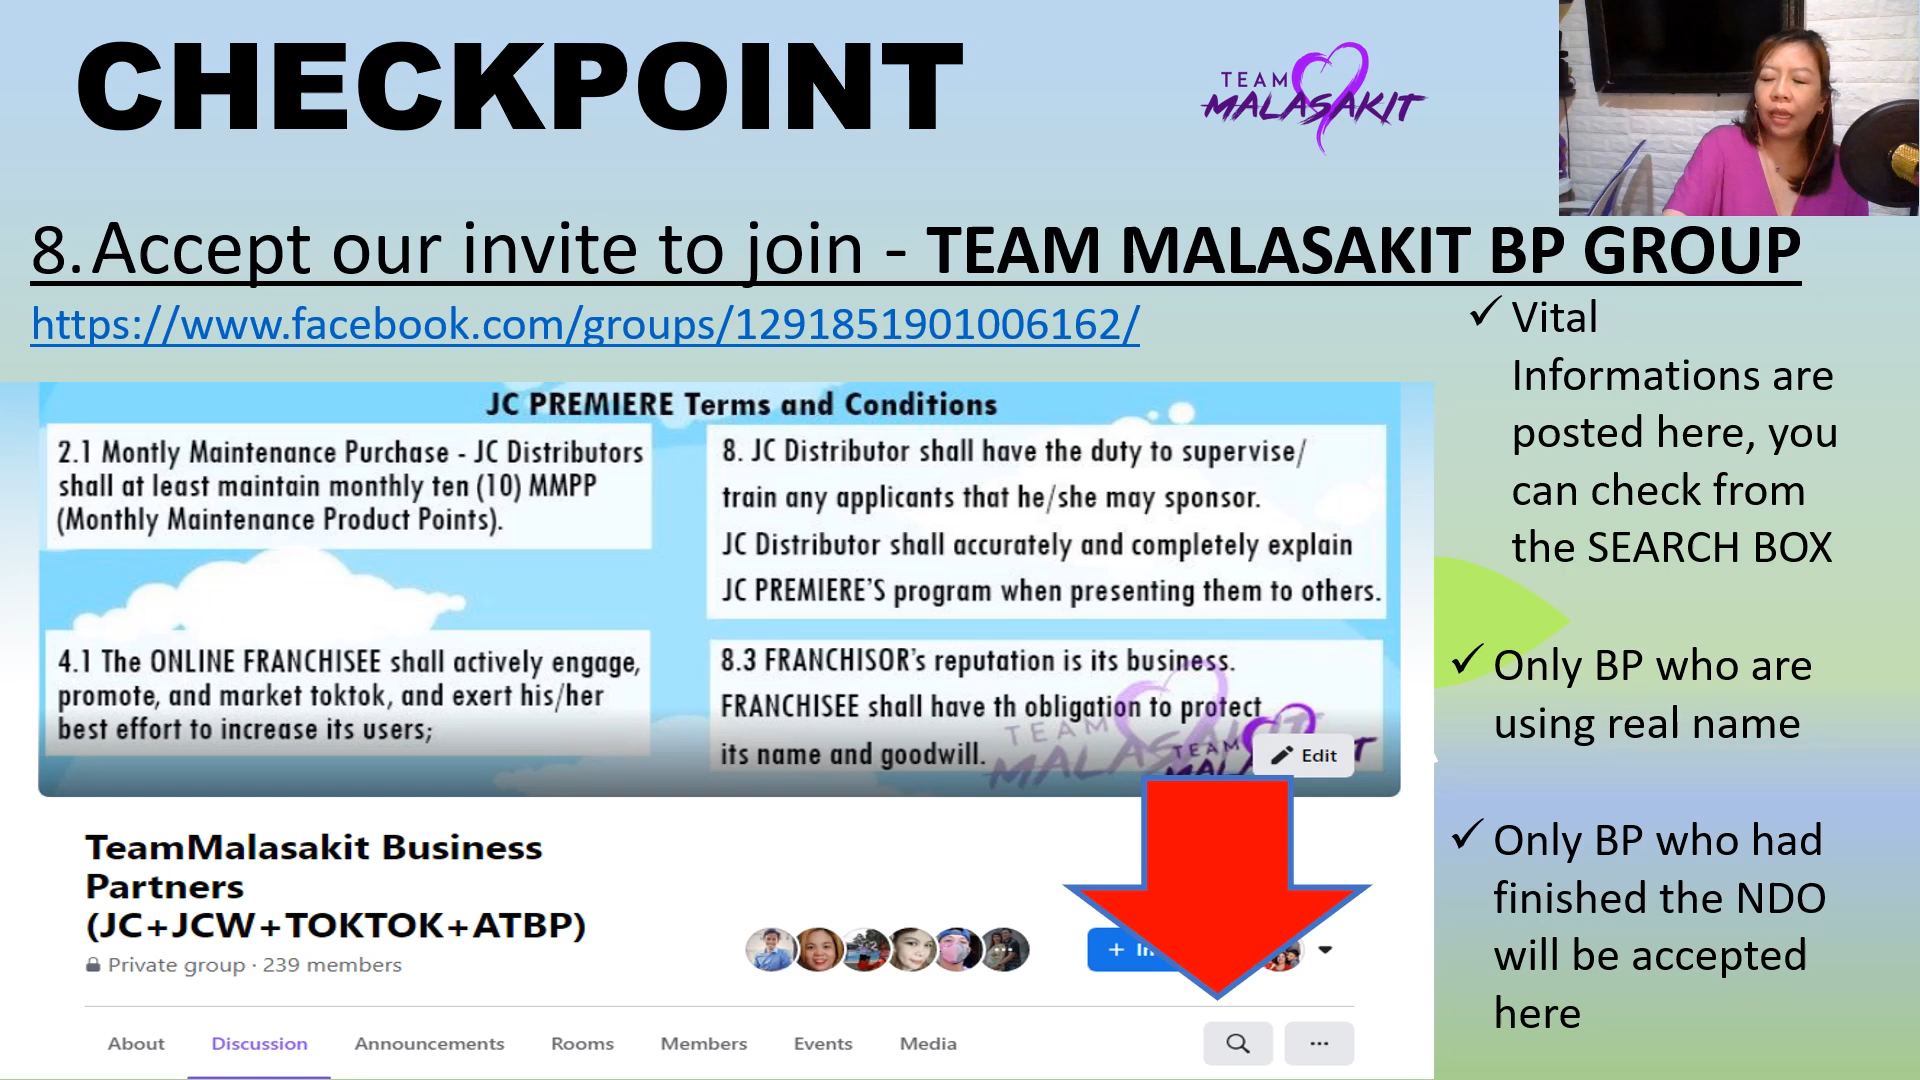 CHECKPOINT
TEAM
MALASAKIT
8. Accept our invite to join - TEAM MALASAKIT BP GROUP
https://www.facebook.com/groups/1291851901006162/
JC PREMIERE Terms and Conditions
2.1 Montly Maintenance Purchase - JC Distributors
shall at least maintain monthly ten (10) MMPP
(Monthly Maintenance Product Points).
8. JC Distributor shall have the duty to supervise/
train any applicants that he/she may sponsor.
JC Distributor shall accurately and completely explain
JC PREMIERE'S program when presenting them to others.
4.1 The ONLINE FRANCHISEE shall actively engage,
promote, and market toktok, and exert his/her
best effort to increase its users;
8.3 FRANCHISOR's reputation is its business.
FRANCHISEE shall have th obligation to protect
its name and goodwill.
TEAM
MALASAKIT
TEAM
Edit
TeamMalasakit Business
Partners
(JC+JCW+TOKTOK+ATBP)
Private group · 239 members
About Discussion Announcements Rooms Members Events Media
✓ Vital
Informations are
posted here, you
can check from
the SEARCH BOX
✓ Only BP who are
using real name
✓ Only BP who had
finished the NDO
will be accepted
here